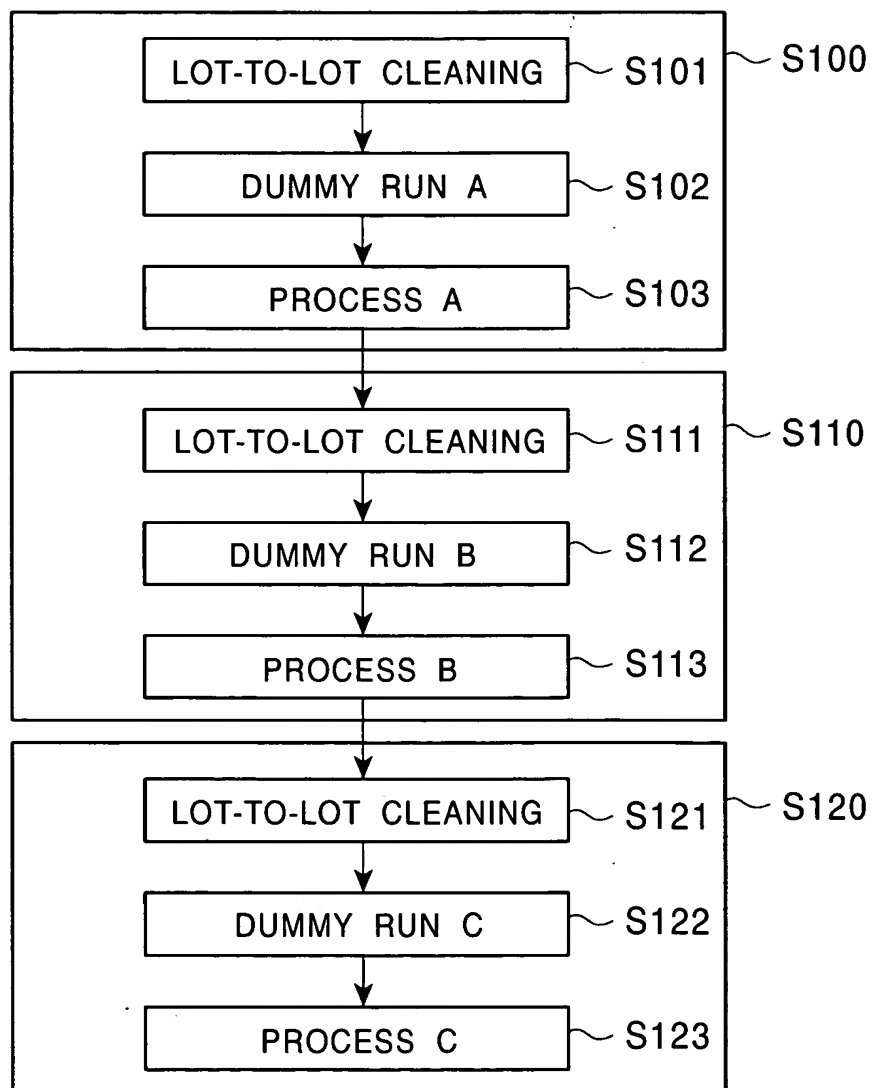 LOT-TO-LOT CLEANING S101 S100
DUMMY RUN A S102
PROCESS A S103
LOT-TO-LOT CLEANING S111 S110
DUMMY RUN B S112
PROCESS B S113
LOT-TO-LOT CLEANING S121 S120
DUMMY RUN C S122
PROCESS C S123